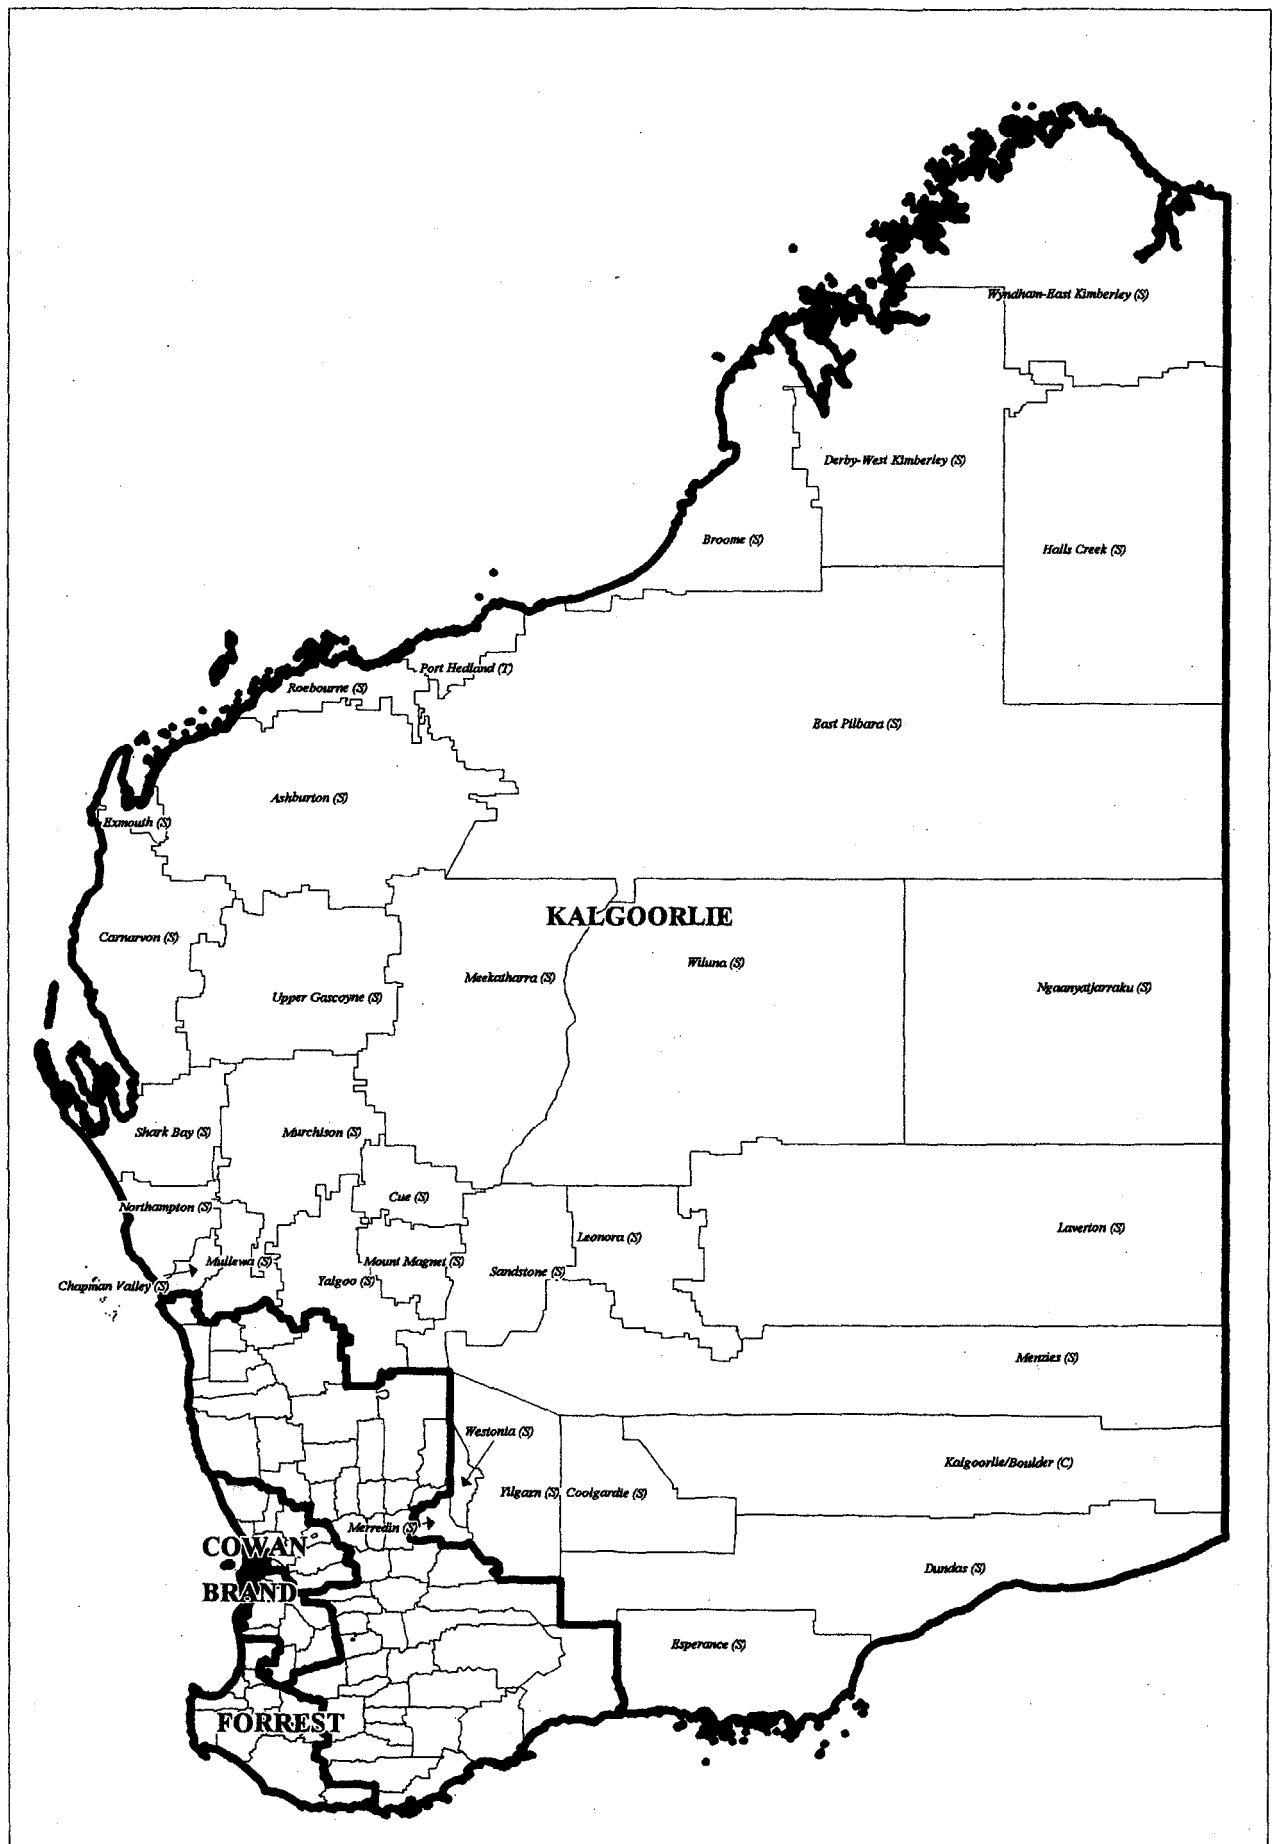 Wyndham-East Kimberley (S)
Derby-West Kimberley (S)
Broome (S)
Halls Creek (S)
Port Hedland (T)
Roebourne (S)
East Pilbara (S)
Ashburton (S)
Exmouth (S)
KALGOORLIE
Carnarvon (S)
Wiluna (S)
Meekatharra (S)
Ngaanyatjarraku (S)
Upper Gascoyne (S)
Shark Bay (S)
Murchison (S)
Cue (S)
Northampton (S)
Laverton (S)
Leonora (S)
Mullewa (S)
Mount Magnet (S)
Sandstone (S)
Yalgoo (S)
Chapman Valley (S)
Menzies (S)
Westonia (S)
Kalgoorlie/Boulder (C)
Yilgarn (S)
Coolgardie (S)
Merredin (S)
COWAN
Dundas (S)
BRAND
Esperance (S)
FORREST